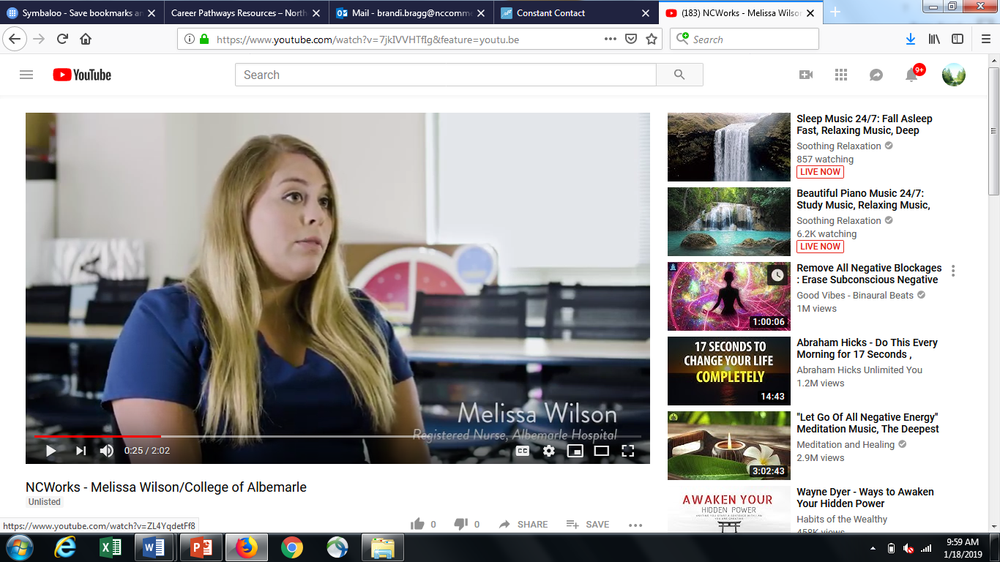 Symbaloo - Save bookmarks an
Career Pathways Resources – North
Mail - brandi.bragg@nccomme
Constant Contact
(183) NCWorks - Melissa Wilson
https://www.youtube.com/watch?v=7jkIVVHTfIg&feature=youtu.be
Search
YouTube
Search
9+
Melissa Wilson
Registered Nurse, Albemarle Hospital
0:25 / 2:02
CC
NCWorks - Melissa Wilson/College of Albemarle
Unlisted
0
0
SHARE
SAVE
Sleep Music 24/7: Fall Asleep
Fast, Relaxing Music, Deep
Soothing Relaxation
857 watching
LIVE NOW
Beautiful Piano Music 24/7:
Study Music, Relaxing Music,
Soothing Relaxation
6.2K watching
LIVE NOW
1:00:06
Remove All Negative Blockages
: Erase Subconscious Negative
Good Vibes - Binaural Beats
1M views
17 SECONDS TO
CHANGE YOUR LIFE
COMPLETELY
14:43
Abraham Hicks - Do This Every
Morning for 17 Seconds ,
Abraham Hicks Unlimited You
1.2M views
3:02:43
"Let Go Of All Negative Energy"
Meditation Music, The Deepest
Meditation and Healing
2.9M views
AWAKEN YOUR
HIDDEN POWER
Wayne Dyer - Ways to Awaken
Your Hidden Power
Habits of the Wealthy
458K views
https://www.youtube.com/watch?v=ZL4YqdetFf8
9:59 AM
1/18/2019